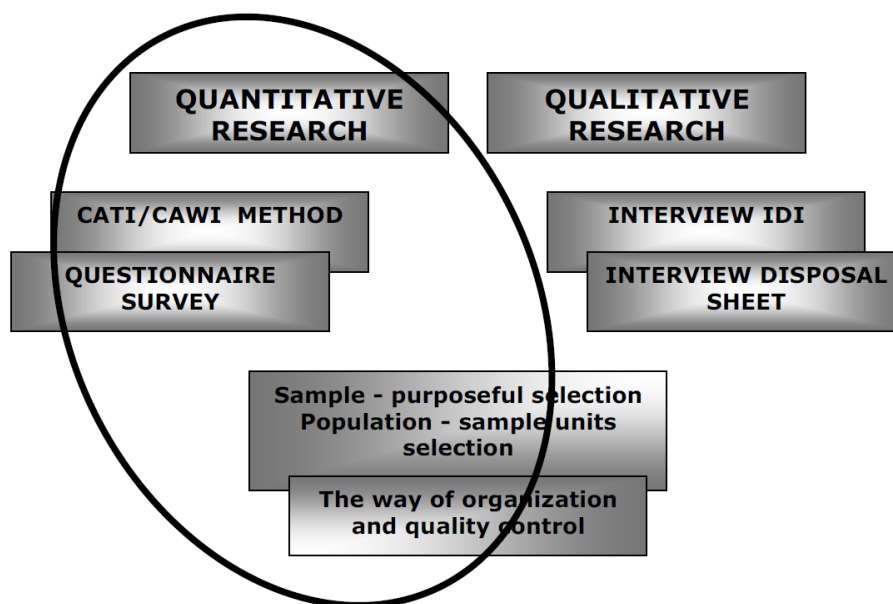 QUANTITATIVE
RESEARCH
QUALITATIVE
RESEARCH
CATI/CAWI METHOD
QUESTIONNAIRE
SURVEY
INTERVIEW IDI
INTERVIEW DISPOSAL
SHEET
Sample - purposeful selection
Population - sample units
selection
The way of organization
and quality control